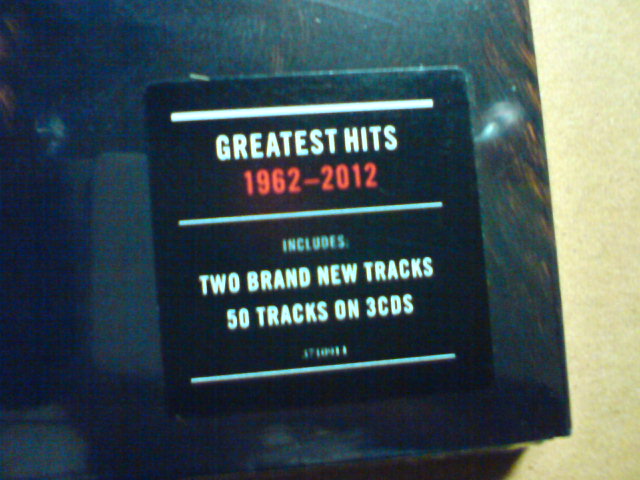 GREATEST HITS
1962-2012
INCLUDES:
TWO BRAND NEW TRACKS
50 TRACKS ON 3CDS